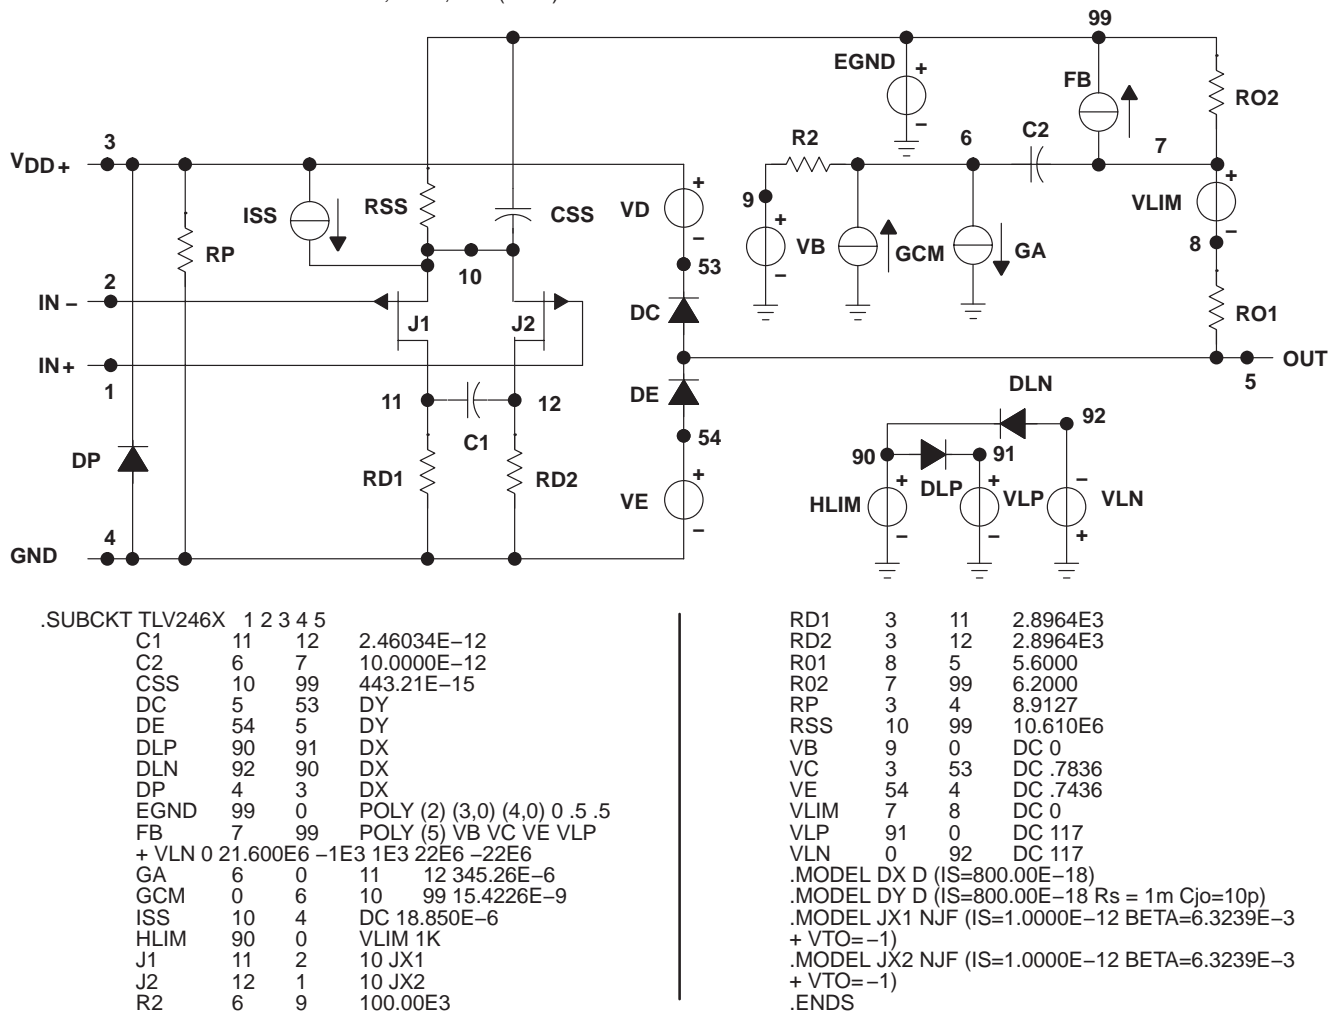 99
EGND
+
−
FB
RO2
3
VDD+
R2
6
C2
7
ISS
RSS
CSS
VD
+
−
9
+
VB
−
GCM
GA
VLIM
+
−
8
RP
10
53
2
IN −
J1
J2
DC
RO1
IN+
1
OUT
5
DE
DLN
11
12
C1
54
90
91
92
DP
RD1
RD2
VE
+
−
HLIM
+
−
DLP
+
−
VLP
−
+
VLN
4
GND
.SUBCKT TLV246X 1 2 3 4 5
C1 11 12 2.46034E−12
C2 6 7 10.0000E−12
CSS 10 99 443.21E−15
DC 5 53 DY
DE 54 5 DY
DLP 90 91 DX
DLN 92 90 DX
DP 4 3 DX
EGND 99 0 POLY (2) (3,0) (4,0) 0 .5 .5
FB 7 99 POLY (5) VB VC VE VLP
+ VLN 0 21.600E6 −1E3 1E3 22E6 −22E6
GA 6 0 11 12 345.26E−6
GCM 0 6 10 99 15.4226E−9
ISS 10 4 DC 18.850E−6
HLIM 90 0 VLIM 1K
J1 11 2 10 JX1
J2 12 1 10 JX2
R2 6 9 100.00E3
RD1 3 11 2.8964E3
RD2 3 12 2.8964E3
R01 8 5 5.6000
R02 7 99 6.2000
RP 3 4 8.9127
RSS 10 99 10.610E6
VB 9 0 DC 0
VC 3 53 DC .7836
VE 54 4 DC .7436
VLIM 7 8 DC 0
VLP 91 0 DC 117
VLN 0 92 DC 117
.MODEL DX D (IS=800.00E−18)
.MODEL DY D (IS=800.00E−18 Rs = 1m Cjo=10p)
.MODEL JX1 NJF (IS=1.0000E−12 BETA=6.3239E−3
+ VTO=−1)
.MODEL JX2 NJF (IS=1.0000E−12 BETA=6.3239E−3
+ VTO=−1)
.ENDS